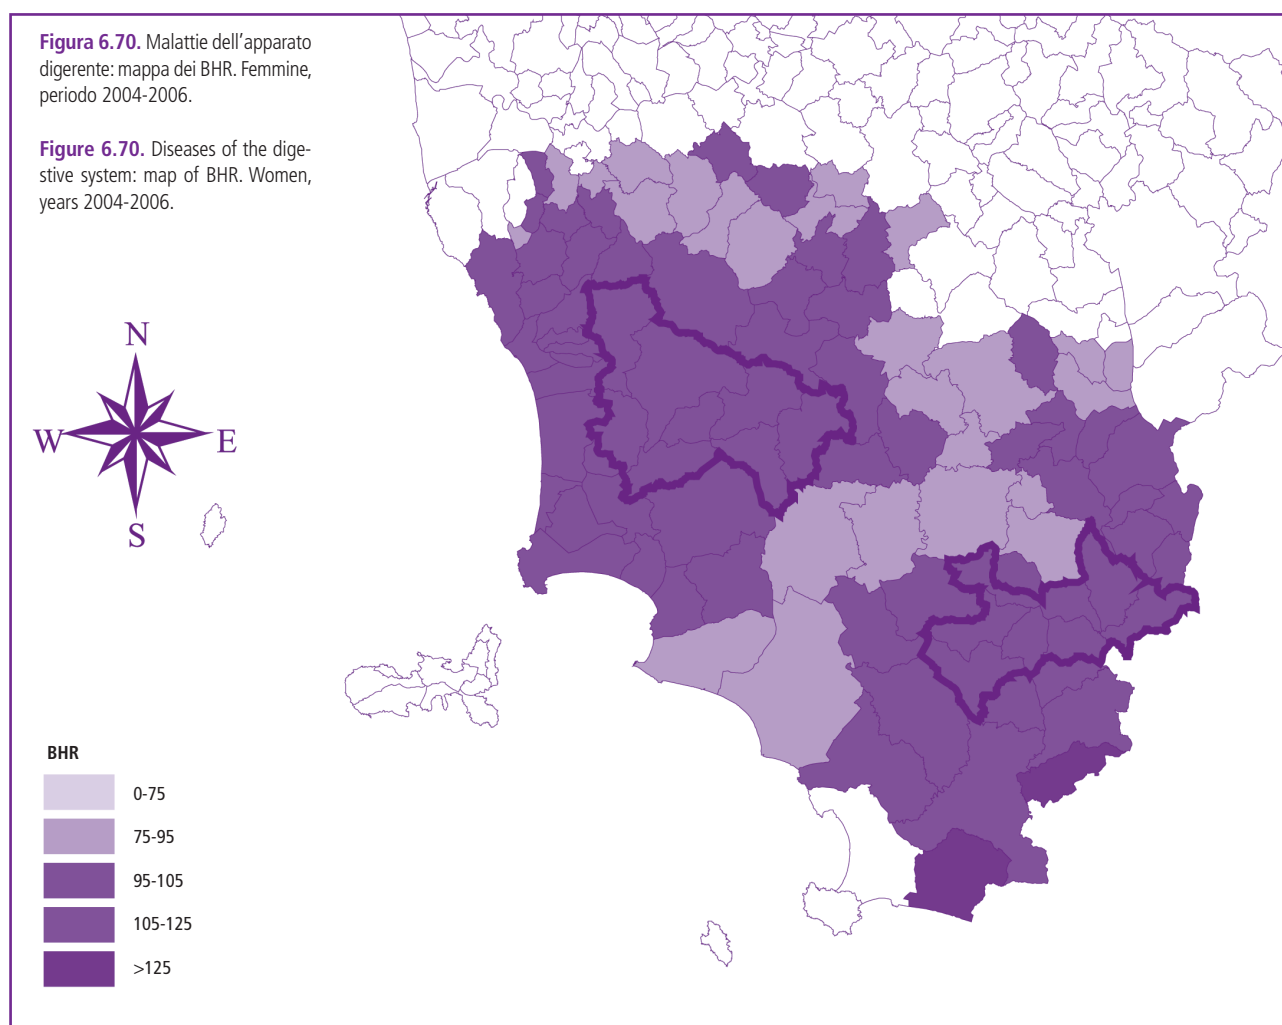 Figura 6.70. Malattie dell'apparato
digerente: mappa dei BHR. Femmine,
periodo 2004-2006.
Figure 6.70. Diseases of the dige-
stive system: map of BHR. Women,
years 2004-2006.
N
W
E
S
BHR
0-75
75-95
95-105
105-125
>125